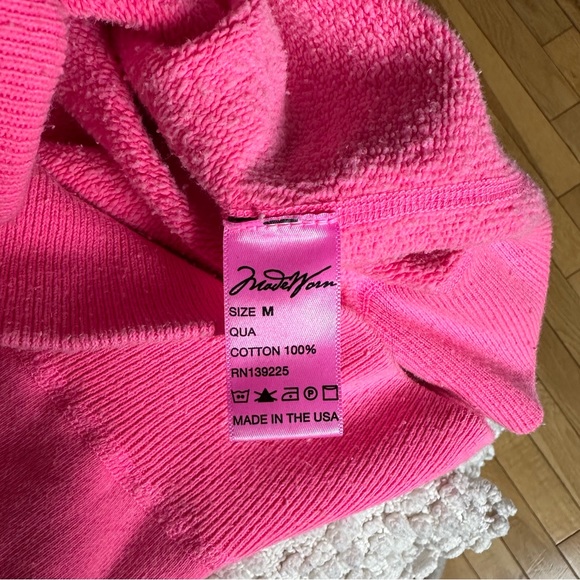 MadeWorn
SIZE M
QUA
COTTON 100%
RN139225
P
MADE IN THE USA